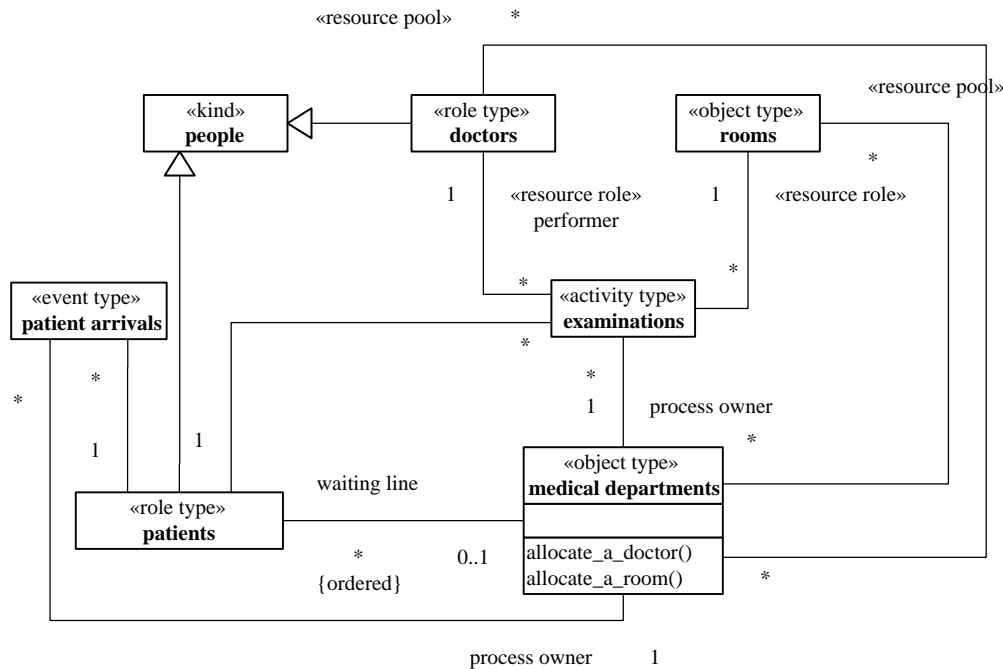 «resource pool» *
«resource pool»
«kind»
people
«role type»
doctors
«object type»
rooms
*
1 «resource role»
performer
1 «resource role»
* *
«event type»
patient arrivals
«activity type»
examinations
*
* *
*
1 process owner
*
1 1
«object type»
medical departments
waiting line
«role type»
patients
* 0..1
{ordered}
allocate_a_doctor()
allocate_a_room()
*
process owner 1